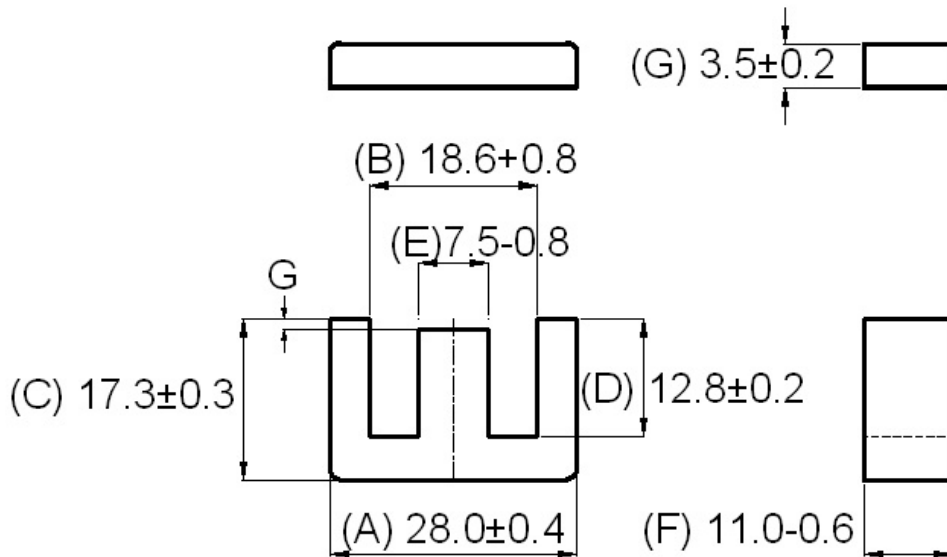 (G) 3.5±0.2
(B) 18.6+0.8
(E)7.5-0.8
G
(C) 17.3±0.3
(D) 12.8±0.2
(A) 28.0±0.4
(F) 11.0-0.6